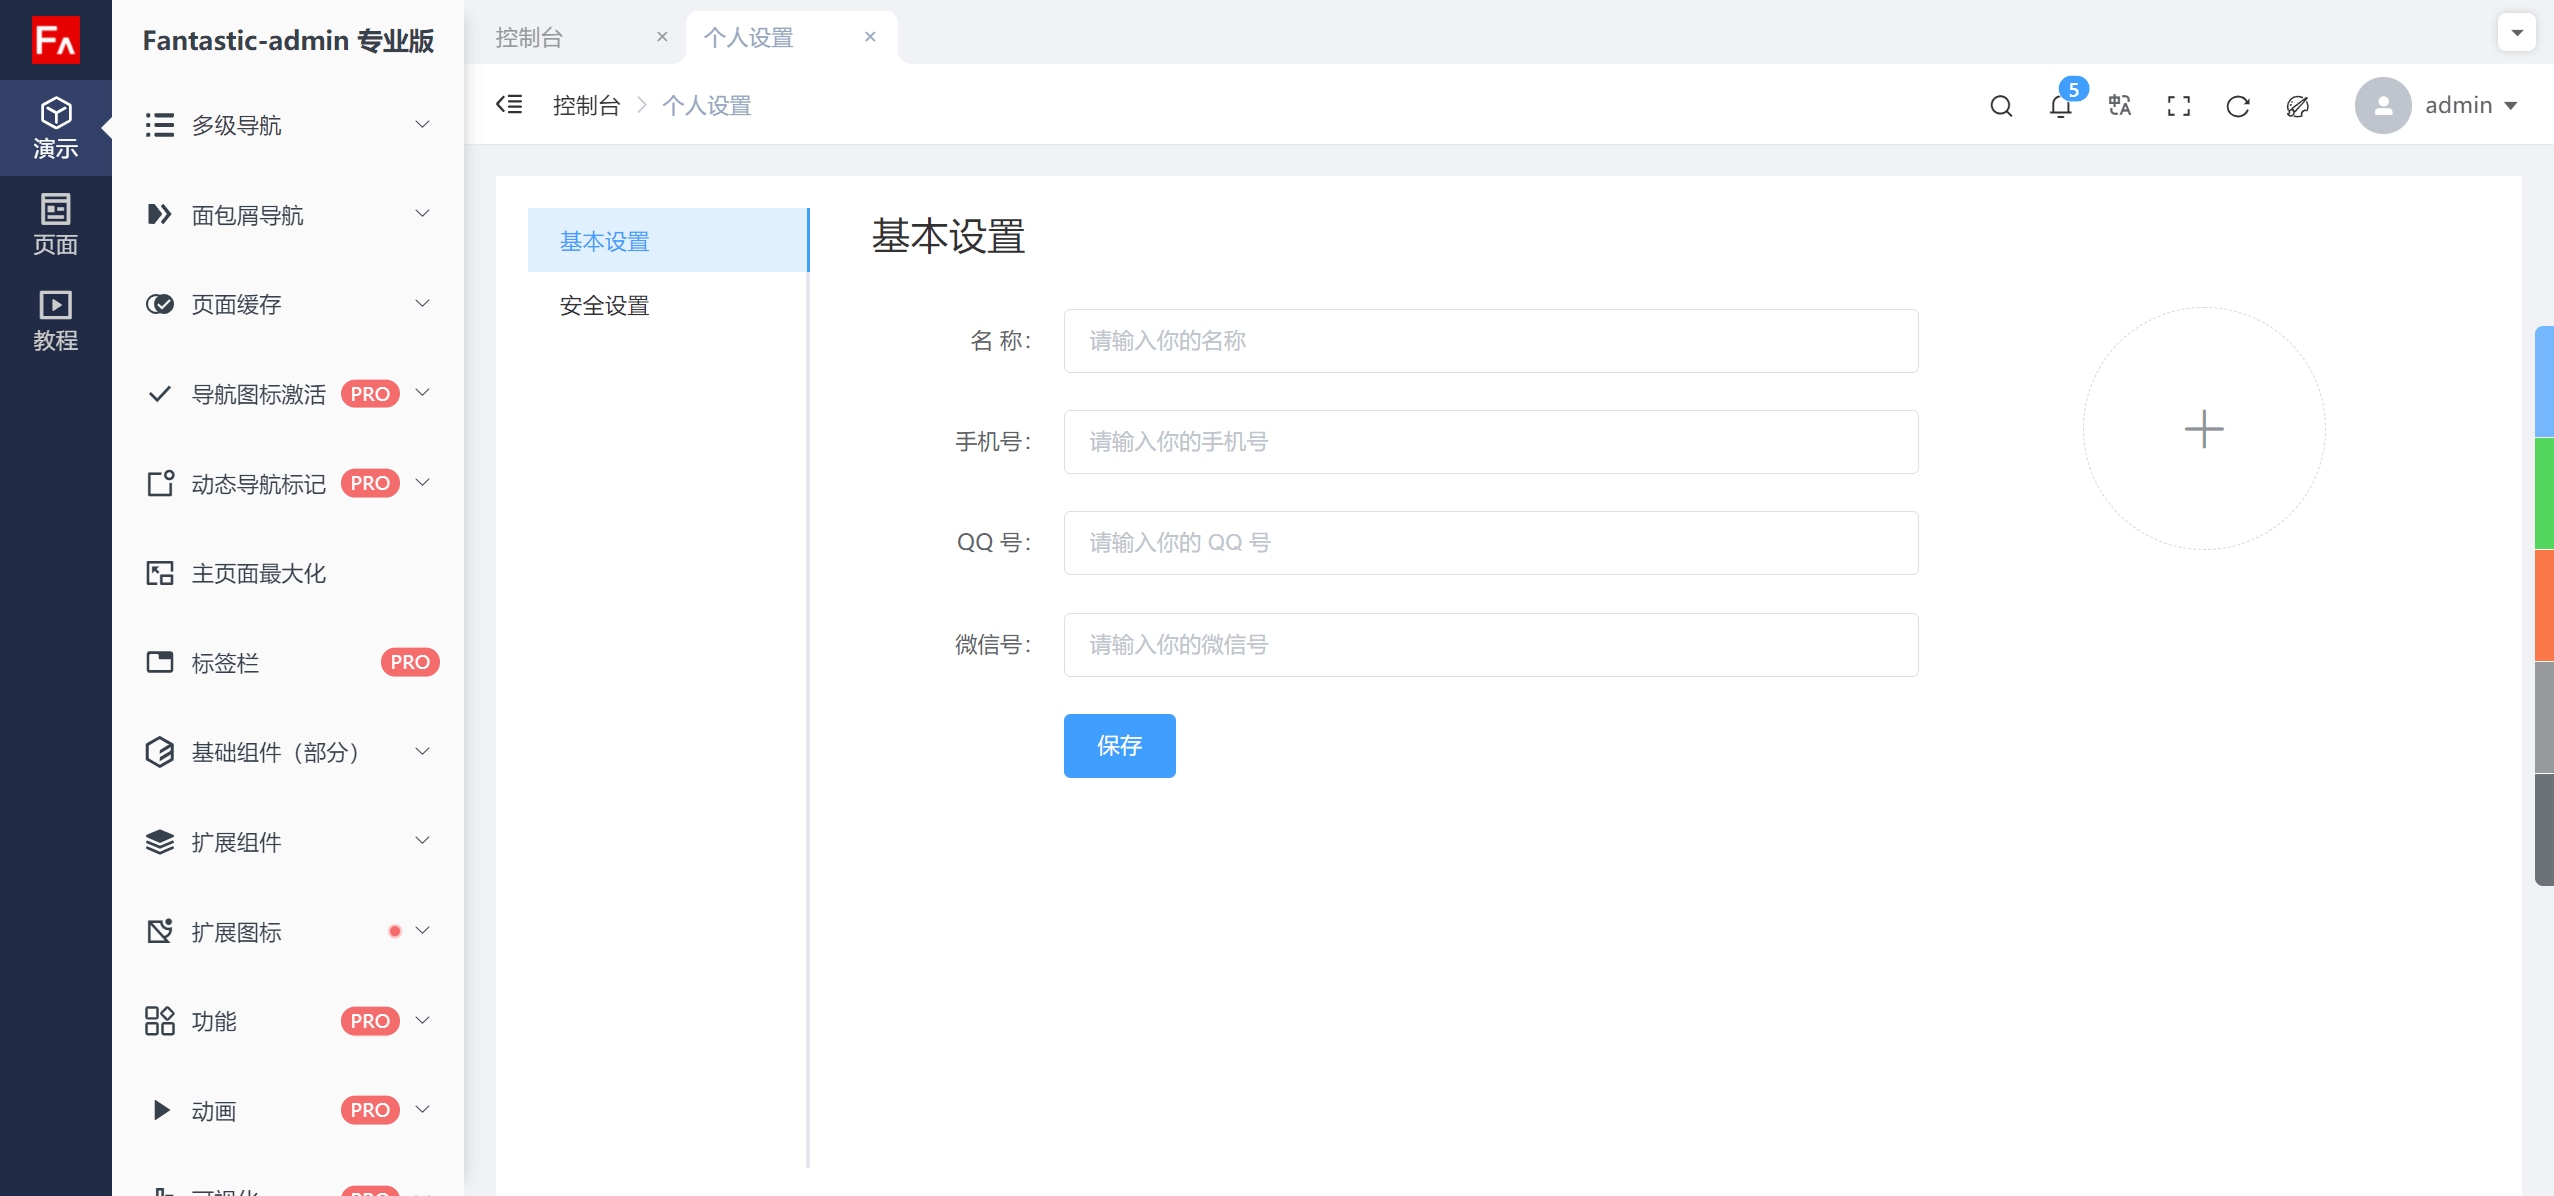 FA
演示
页面
教程
Fantastic-admin 专业版
多级导航
面包屑导航
页面缓存
导航图标激活 PRO
动态导航标记 PRO
主页面最大化
标签栏 PRO
基础组件（部分）
扩展组件
扩展图标
功能 PRO
动画 PRO
可视化 PRO
控制台
个人设置
控制台
个人设置
5
admin
基本设置
安全设置
基本设置
名 称：
请输入你的名称
手机号：
请输入你的手机号
QQ 号：
请输入你的 QQ 号
微信号：
请输入你的微信号
保存